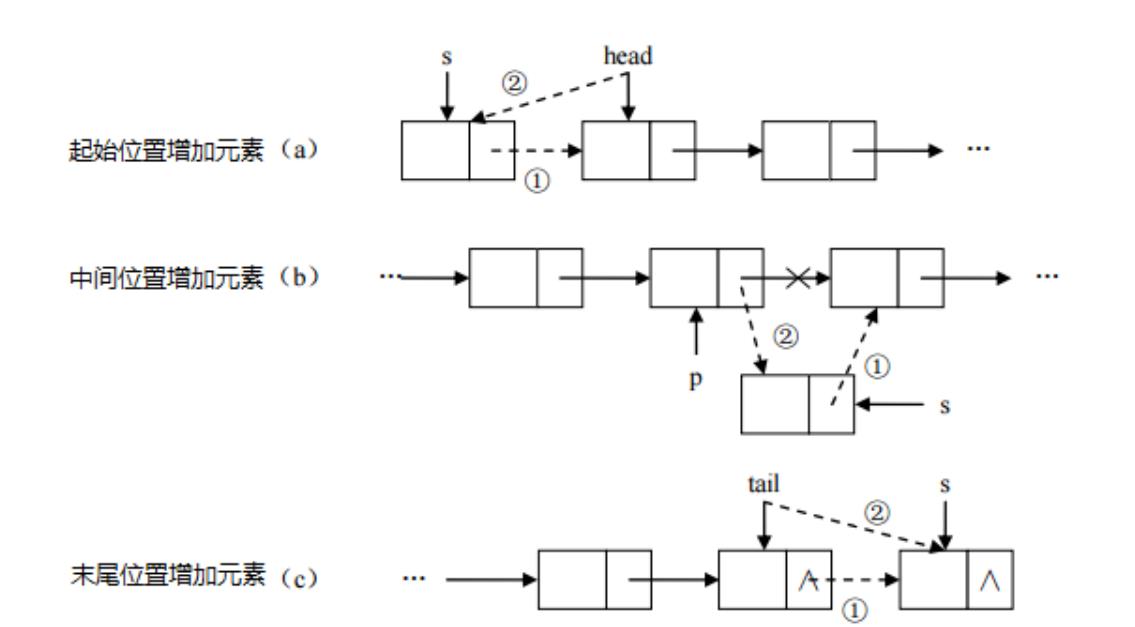 s head
②
起始位置增加元素（a） …
①
中间位置增加元素（b） … …
②
①
p
s
tail s
②
末尾位置增加元素（c） … ∧ ∧
①